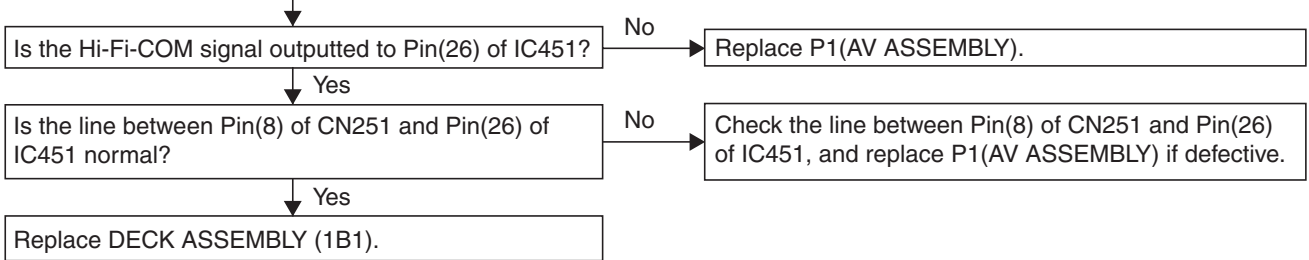 Is the Hi-Fi-COM signal outputted to Pin(26) of IC451?
No
Replace P1(AV ASSEMBLY).
Yes
Is the line between Pin(8) of CN251 and Pin(26) of
IC451 normal?
No
Check the line between Pin(8) of CN251 and Pin(26)
of IC451, and replace P1(AV ASSEMBLY) if defective.
Yes
Replace DECK ASSEMBLY (1B1).